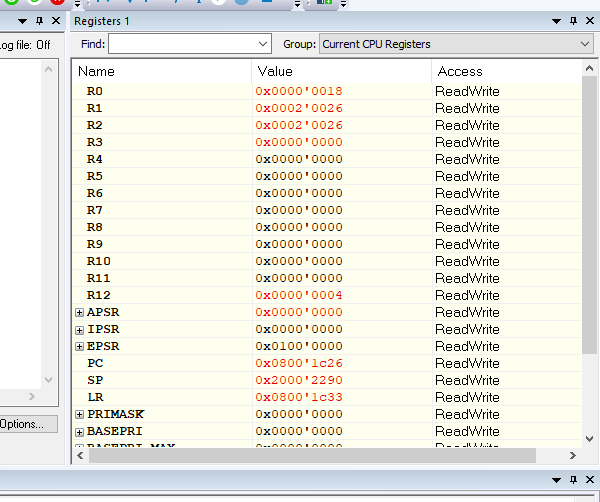 Registers 1
og file: Off
Find:
Group: Current CPU Registers
Name Value Access
R0 0x0000'0018 ReadWrite
R1 0x0002'0026 ReadWrite
R2 0x0002'0026 ReadWrite
R3 0x0000'0000 ReadWrite
R4 0x0000'0000 ReadWrite
R5 0x0000'0000 ReadWrite
R6 0x0000'0000 ReadWrite
R7 0x0000'0000 ReadWrite
R8 0x0000'0000 ReadWrite
R9 0x0000'0000 ReadWrite
R10 0x0000'0000 ReadWrite
R11 0x0000'0000 ReadWrite
R12 0x0000'0004 ReadWrite
APSR 0x0000'0000 ReadWrite
IPSR 0x0000'0000 ReadWrite
EPSR 0x0100'0000 ReadWrite
PC 0x0800'1c26 ReadWrite
SP 0x2000'2290 ReadWrite
LR 0x0800'1c33 ReadWrite
PRIMASK 0x0000'0000 ReadWrite
Options...
BASEPRI 0x0000'0000 ReadWrite
BASEPRI_MAX 0x0000'0000 ReadWrite